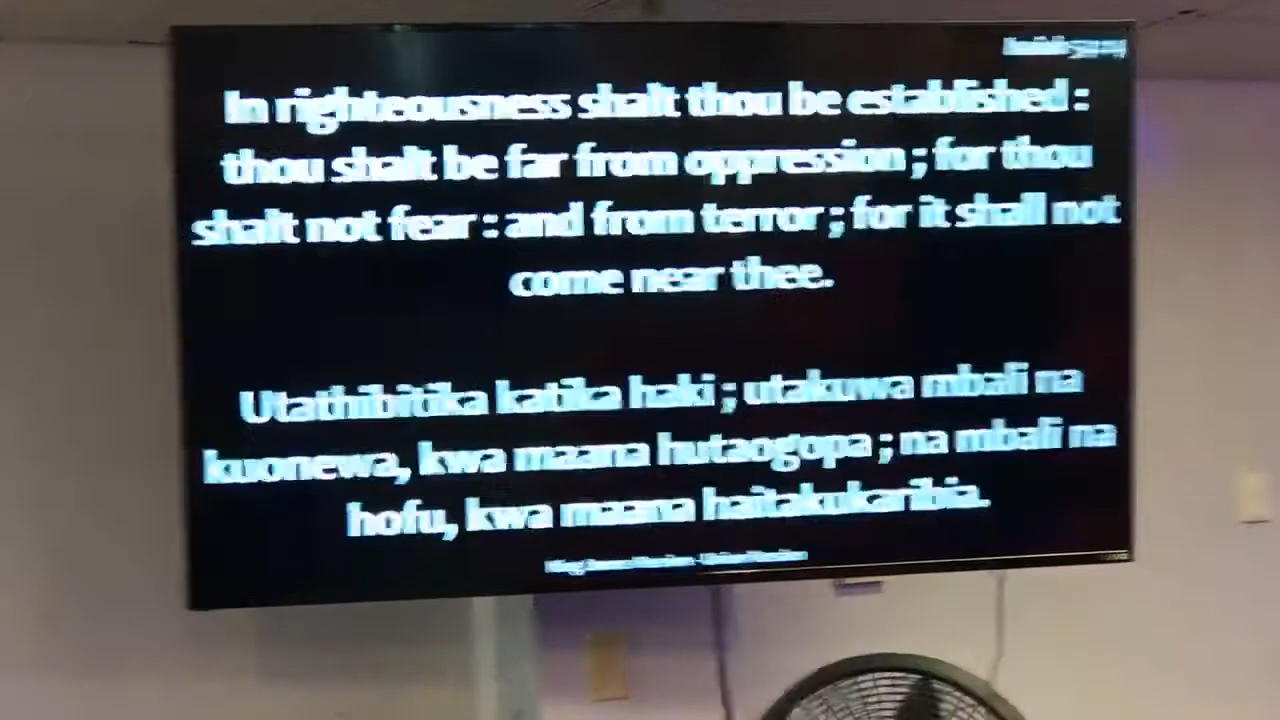 In righteousness shalt thou be established :
thou shalt be far from oppression ; for thou
shalt not fear : and from terror ; for it shall not
come near thee.
Utathibitika katika haki ; utakuwa mbali na
kuonewa, kwa maana hutaogopa ; na mbali na
hofu, kwa maana haitakukaribia.